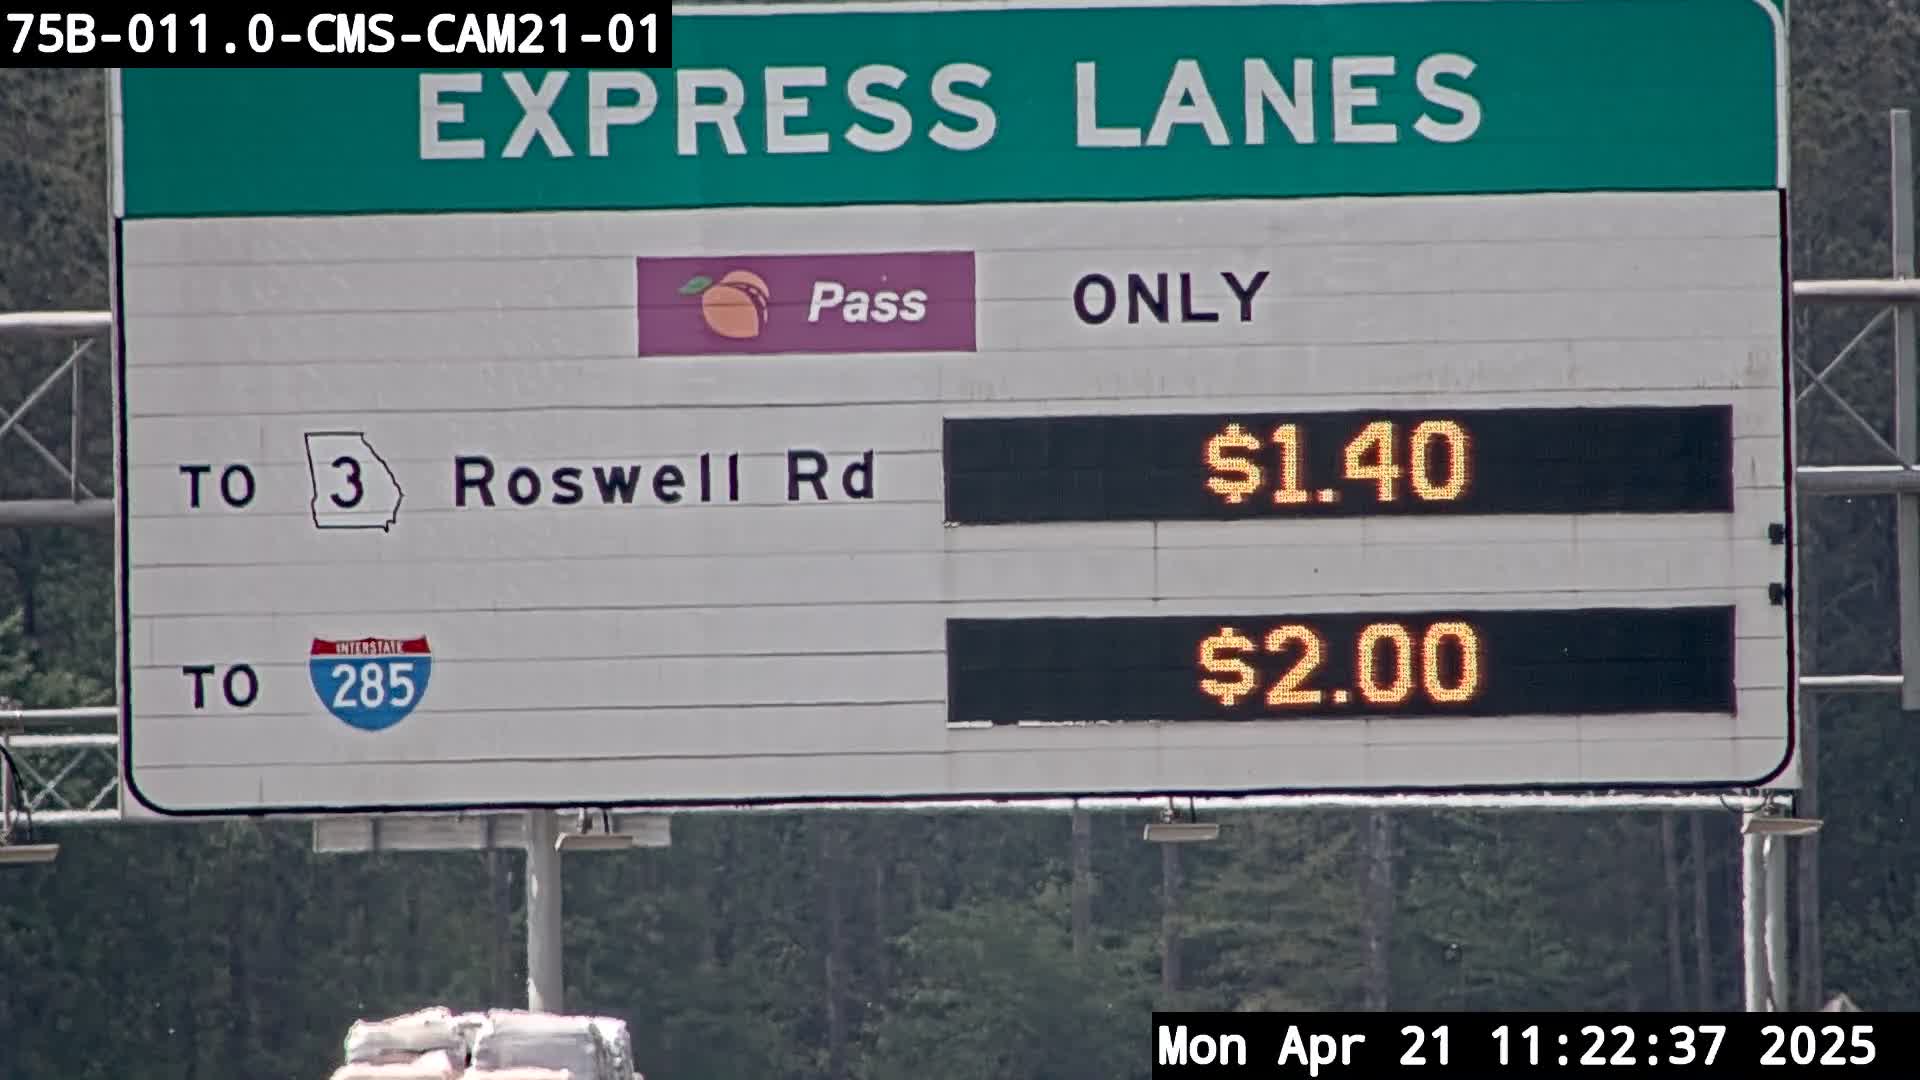 75B-011.0-CMS-CAM21-01
EXPRESS LANES
Pass ONLY
TO 3 Roswell Rd $1.40
TO INTERSTATE 285 $2.00
Mon Apr 21 11:22:37 2025